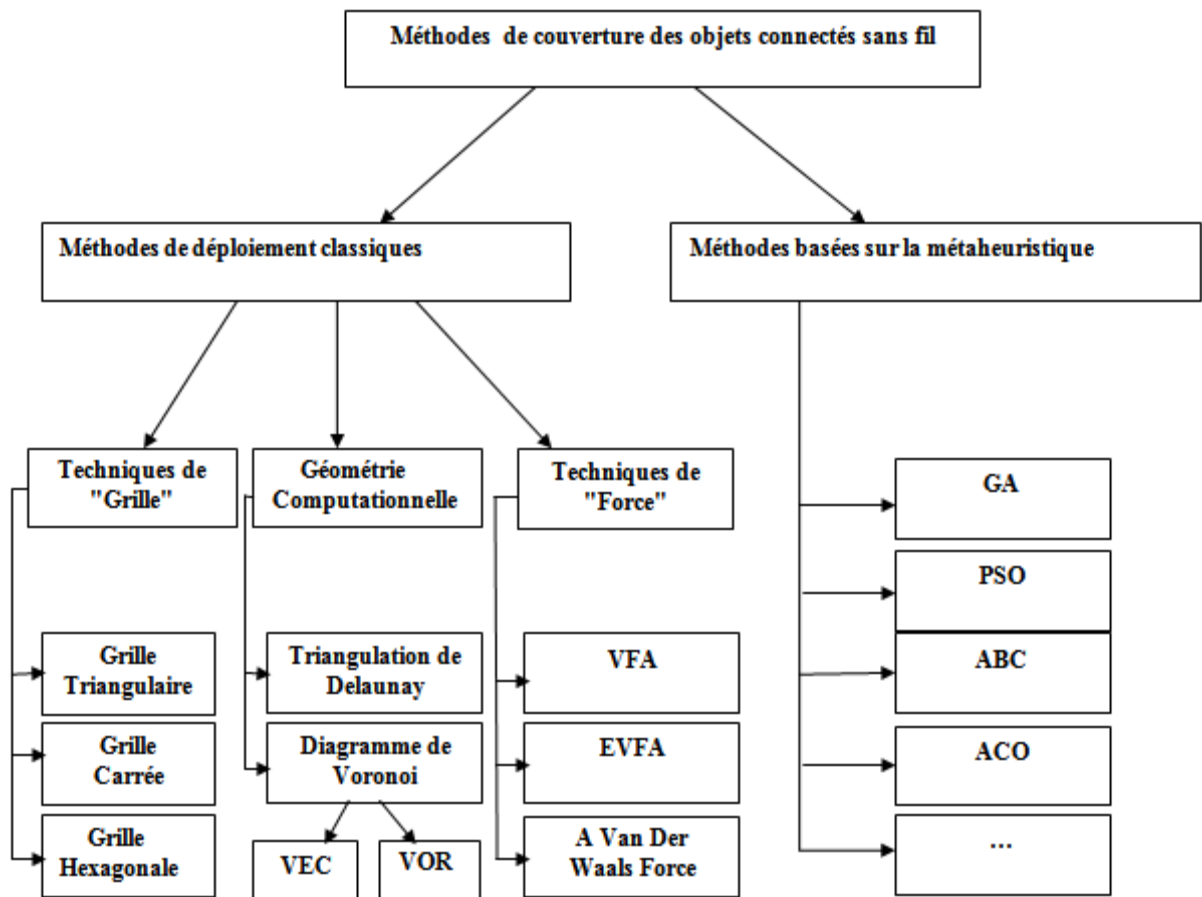 Méthodes de couverture des objets connectés sans fil
Méthodes de déploiement classiques
Méthodes basées sur la métaheuristique
Techniques de
"Grille"
Géométrie
Computationnelle
Techniques de
"Force"
GA
PSO
ABC
ACO
...
Grille
Triangulaire
Grille
Carrée
Grille
Hexagonale
Triangulation de
Delaunay
Diagramme de
Voronoi
VEC
VOR
VFA
EVFA
A Van Der
Waals Force